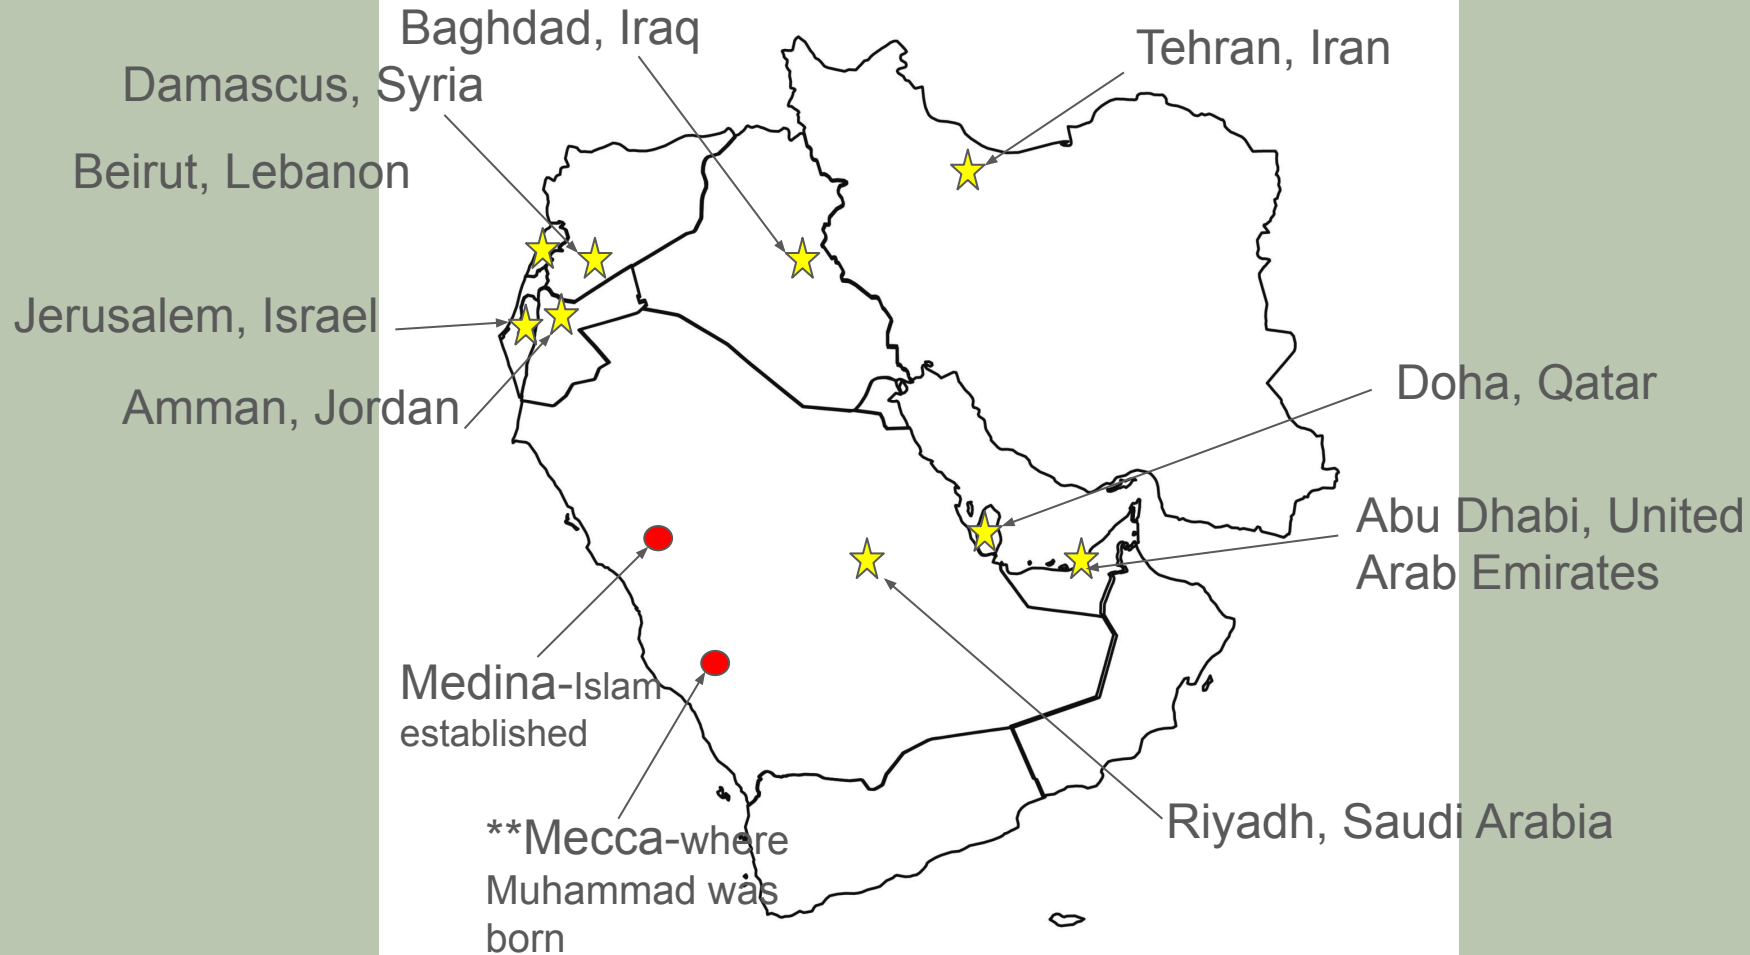 Baghdad, Iraq
Tehran, Iran
Damascus, Syria
Beirut, Lebanon
Jerusalem, Israel
Doha, Qatar
Amman, Jordan
Abu Dhabi, United
Arab Emirates
Medina-Islam
established
Riyadh, Saudi Arabia
**Mecca-where
Muhammad was
born